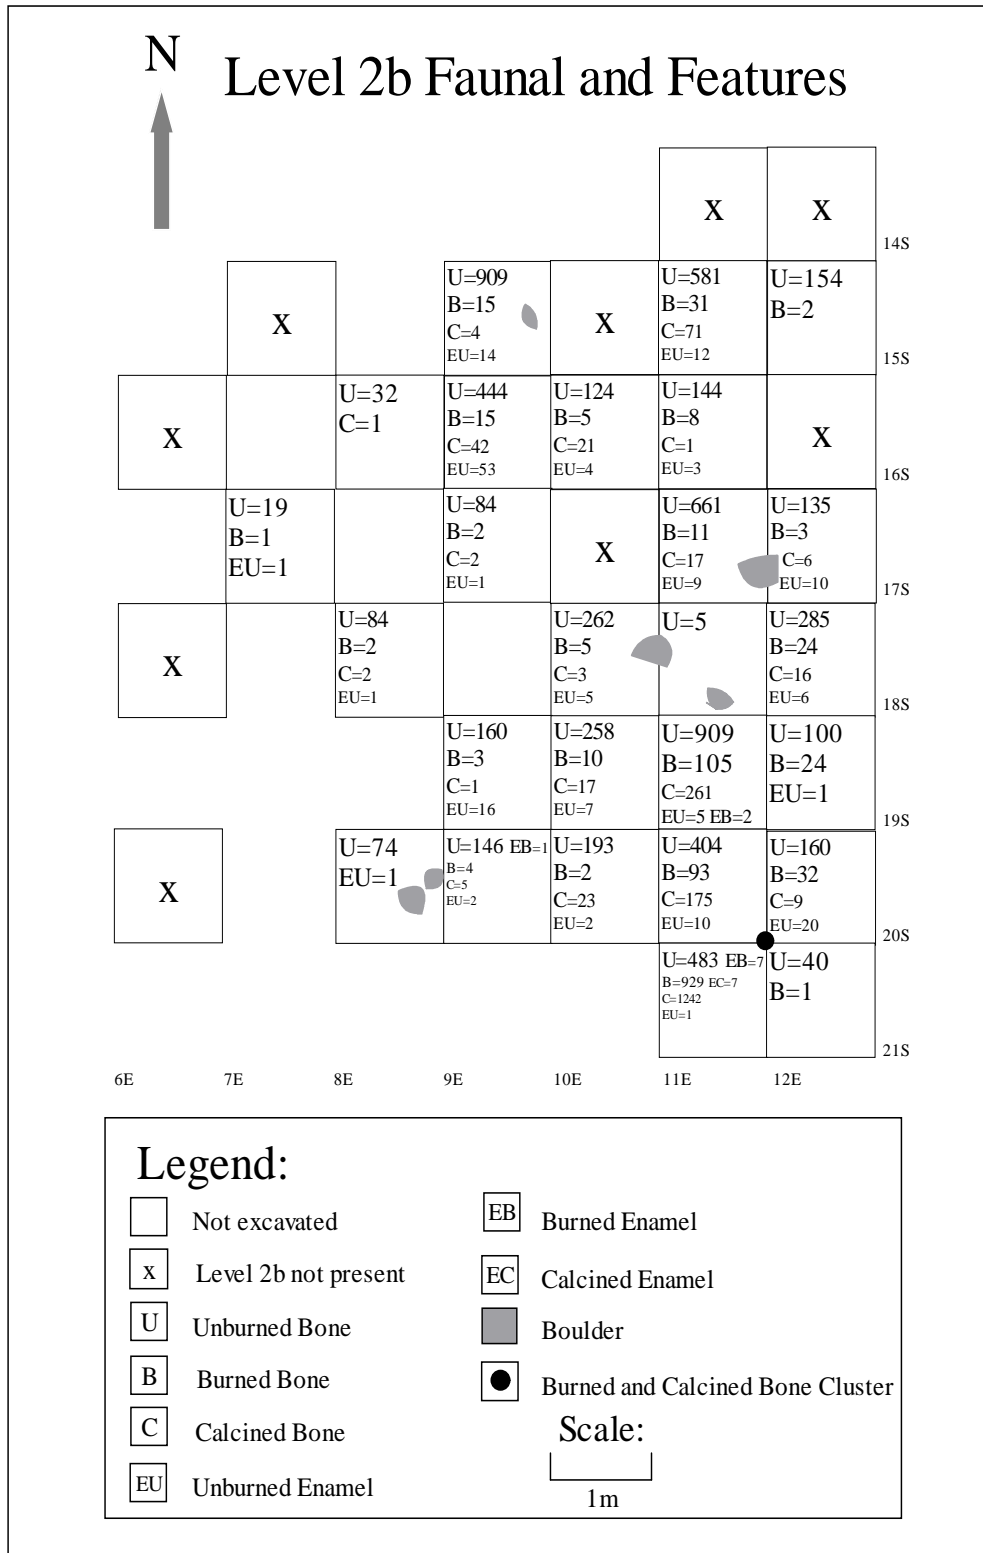 N
Level 2b Faunal and Features
x
x
14S
x
U=909
B=15
C=4
EU=14
x
U=581
B=31
C=71
EU=12
U=154
B=2
15S
x
U=32
C=1
U=444
B=15
C=42
EU=53
U=124
B=5
C=21
EU=4
U=144
B=8
C=1
EU=3
x
16S
U=19
B=1
EU=1
U=84
B=2
C=2
EU=1
x
U=661
B=11
C=17
EU=9
U=135
B=3
C=6
EU=10
17S
x
U=84
B=2
C=2
EU=1
U=262
B=5
C=3
EU=5
U=5
U=285
B=24
C=16
EU=6
18S
U=160
B=3
C=1
EU=16
U=258
B=10
C=17
EU=7
U=909
B=105
C=261
EU=5 EB=2
U=100
B=24
EU=1
19S
x
U=74
EU=1
U=146 EB=1
B=4
C=5
EU=2
U=193
B=2
C=23
EU=2
U=404
B=93
C=175
EU=10
U=160
B=32
C=9
EU=20
20S
U=483 EB=7
B=929 EC=7
C=1242
EU=1
U=40
B=1
21S
6E 7E 8E 9E 10E 11E 12E
Legend:
Not excavated
x Level 2b not present
U Unburned Bone
B Burned Bone
C Calcined Bone
EU Unburned Enamel
EB Burned Enamel
EC Calcined Enamel
Boulder
Burned and Calcined Bone Cluster
Scale:
1m